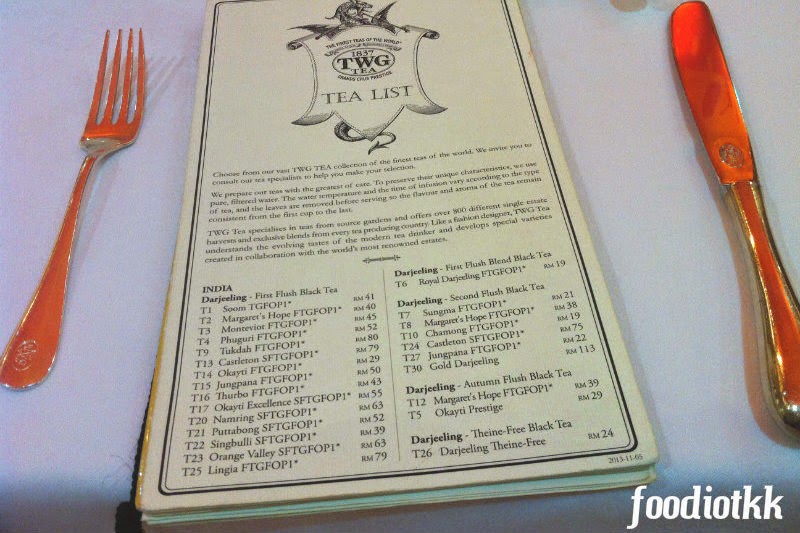 THE FINEST TEAS OF THE WORLD
1837
TWG
TEA
GRANDS CRUS PRESTIGE
TEA LIST
Choose from our vast TWG TEA collection of the finest teas of the world. We invite you to
consult our tea specialists to help you make your selection.
We prepare our teas with the greatest of care. To preserve their unique characteristics, we use
pure, filtered water. The water temperature and the time of infusion vary according to the type
of tea, and the leaves are removed before serving so the flavour and aroma of the tea remain
consistent from the first cup to the last.
TWG Tea specialises in teas from source gardens and offers over 800 different single estate
harvests and exclusive blends from every tea producing country. Like a fashion designer, TWG Tea
understands the evolving tastes of the modern tea drinker and develops special varieties
created in collaboration with the world's most renowned estates.
INDIA
Darjeeling - First Flush Black Tea
T1 Soom TGFOP1* RM 41
T2 Margaret's Hope FTGFOP1* RM 40
T3 Montevior FTGFOP1* RM 45
T4 Phuguri FTGFOP1* RM 52
T9 Tukdah FTGFOP1* RM 80
T13 Castleton SFTGFOP1* RM 79
T14 Okayti FTGFOP1* RM 29
T15 Jungpana FTGFOP1* RM 50
T16 Thurbo FTGFOP1* RM 43
T17 Okayti Excellence SFTGFOP1* RM 55
T20 Namring SFTGFOP1* RM 63
T21 Puttabong SFTGFOP1* RM 52
T22 Singbulli SFTGFOP1* RM 39
T23 Orange Valley SFTGFOP1* RM 63
T25 Lingia FTGFOP1* RM 79
Darjeeling - First Flush Blend Black Tea
T6 Royal Darjeeling FTGFOP1* RM 19
Darjeeling - Second Flush Black Tea
T7 Sungma FTGFOP1* RM 21
T8 Margaret's Hope FTGFOP1* RM 38
T10 Chamong FTGFOP1* RM 19
T24 Castleton SFTGFOP1* RM 75
T27 Jungpana FTGFOP1* RM 22
T30 Gold Darjeeling RM 113
Darjeeling - Autumn Flush Black Tea
T12 Margaret's Hope FTGFOP1* RM 39
T5 Okayti Prestige RM 29
Darjeeling - Theine-Free Black Tea
T26 Darjeeling Theine-Free RM 24
2013-11-05
foodiotkk